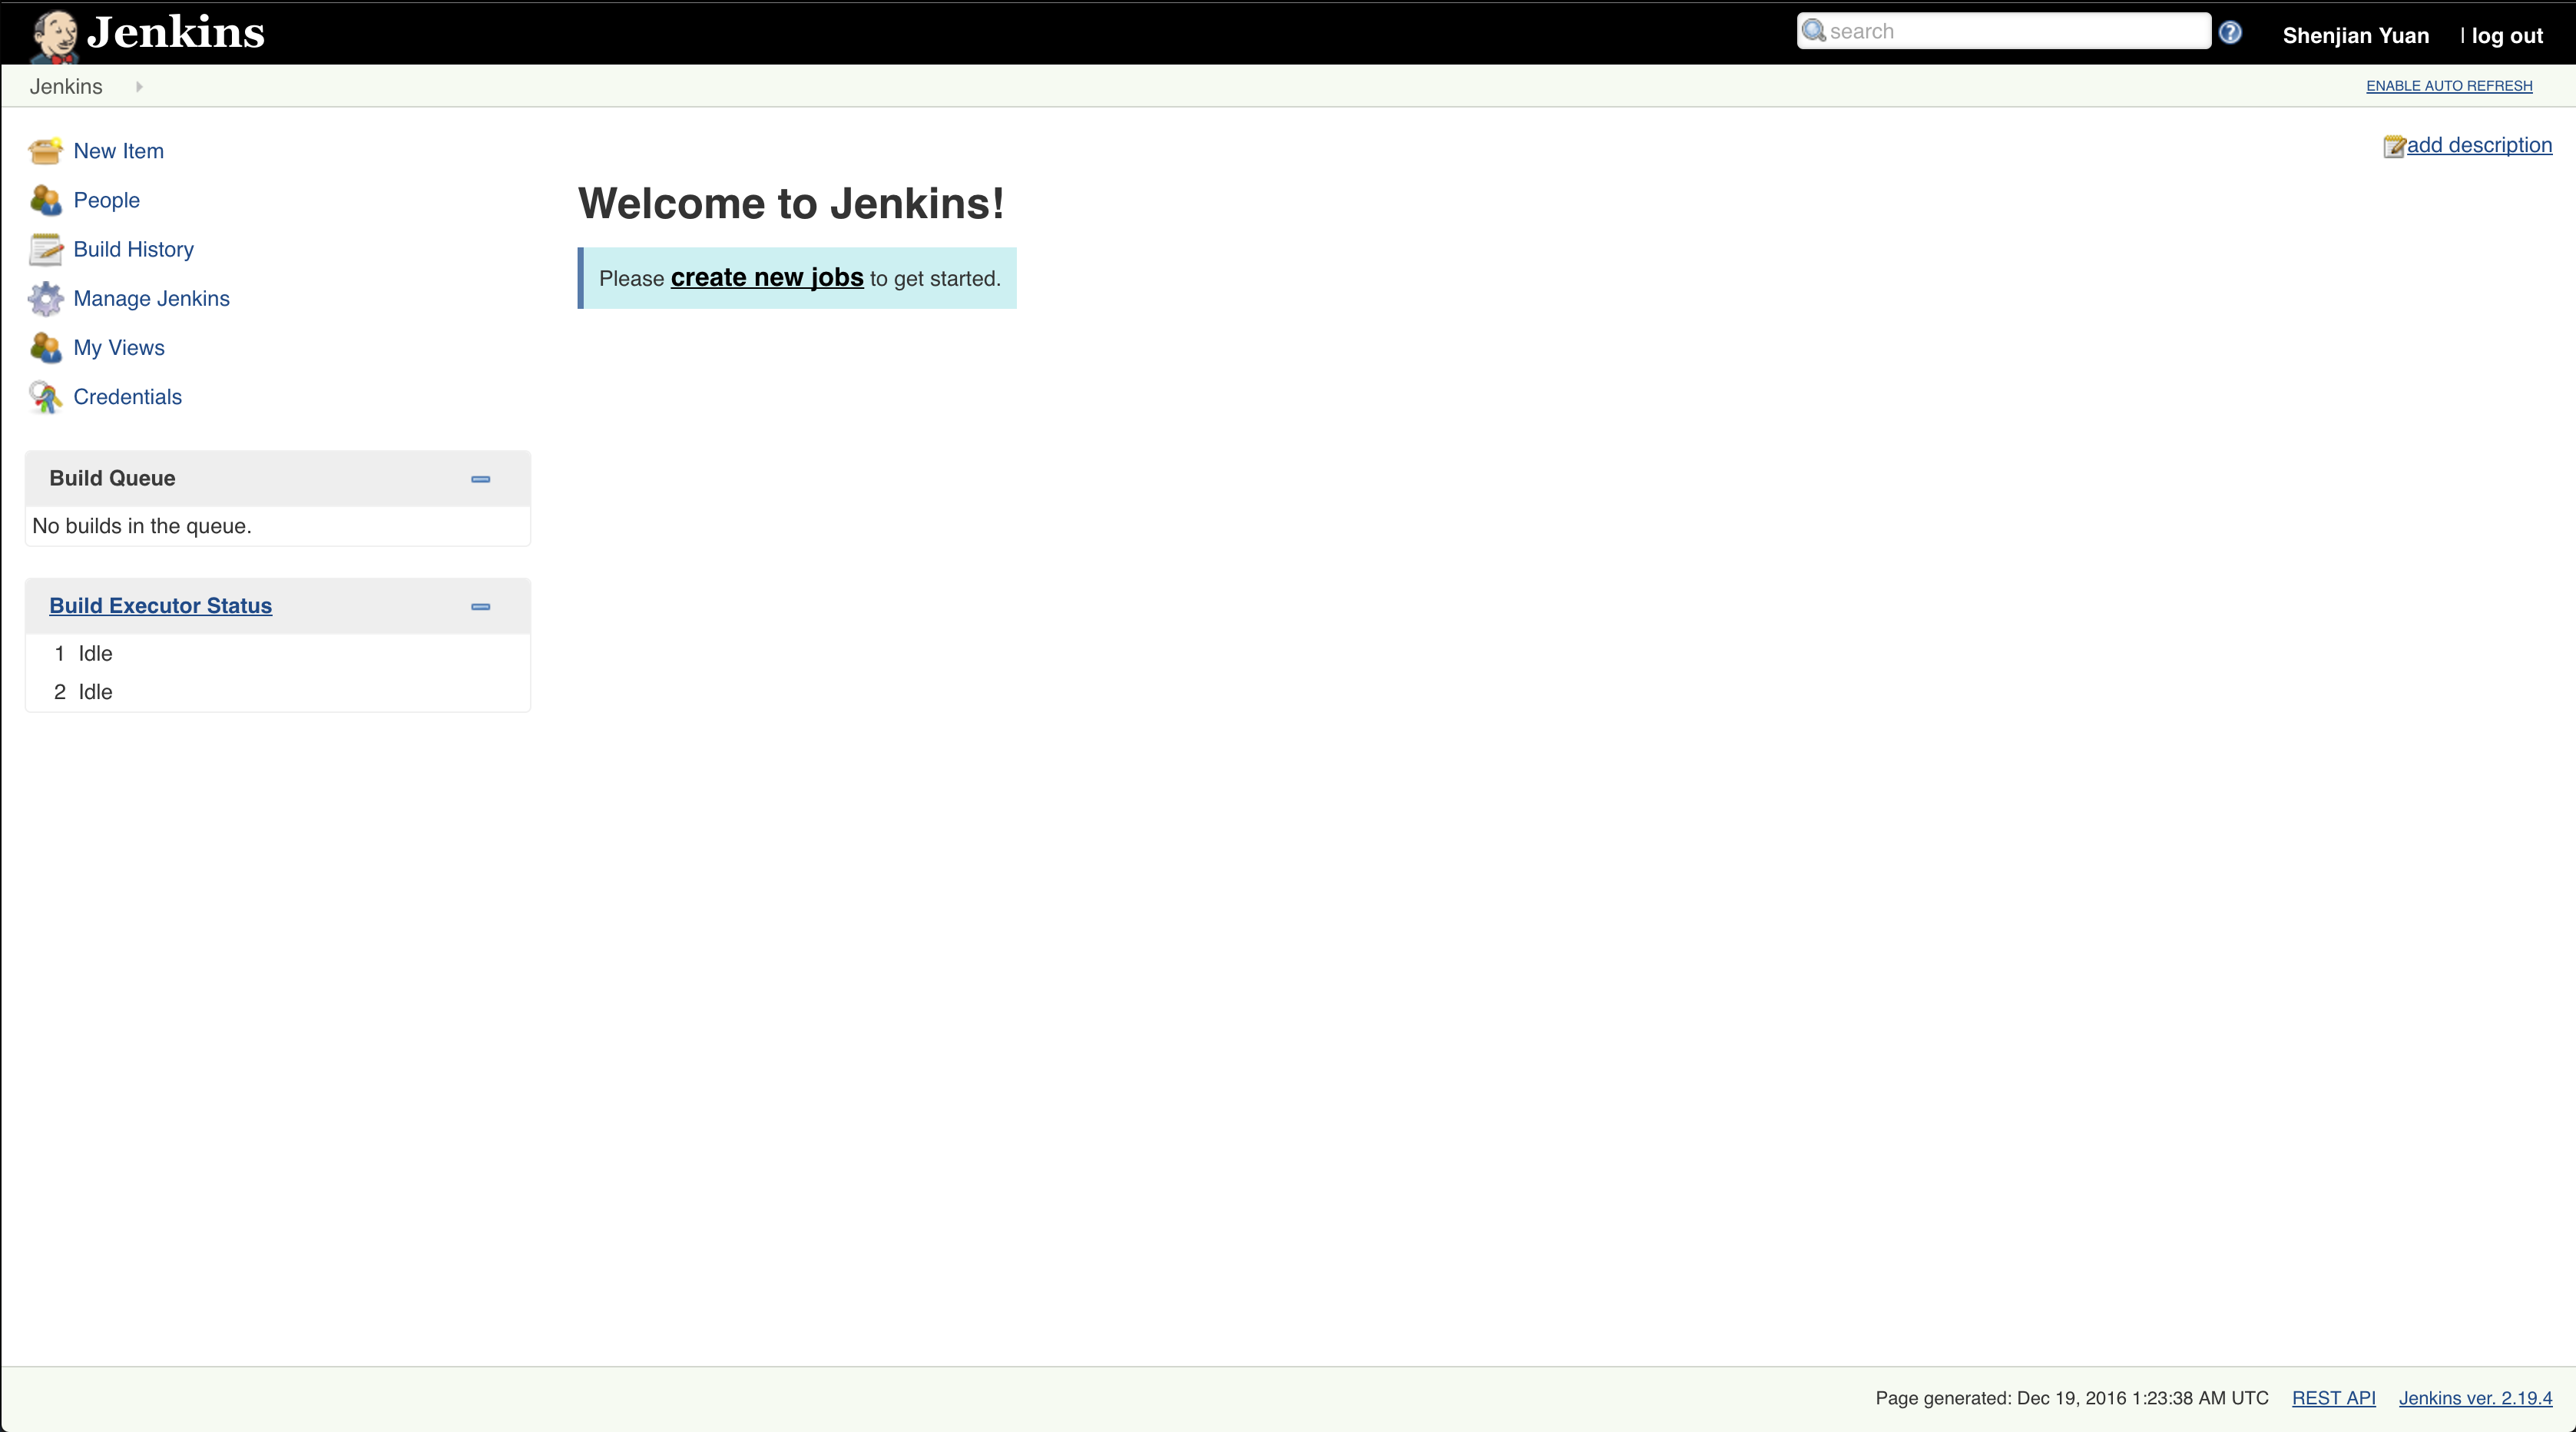 Jenkins
search
Shenjian Yuan | log out
Jenkins
ENABLE AUTO REFRESH
New Item
People
Build History
Manage Jenkins
My Views
Credentials
Build Queue
No builds in the queue.
Build Executor Status
1 Idle
2 Idle
add description
Welcome to Jenkins!
Please create new jobs to get started.
Page generated: Dec 19, 2016 1:23:38 AM UTC REST API Jenkins ver. 2.19.4